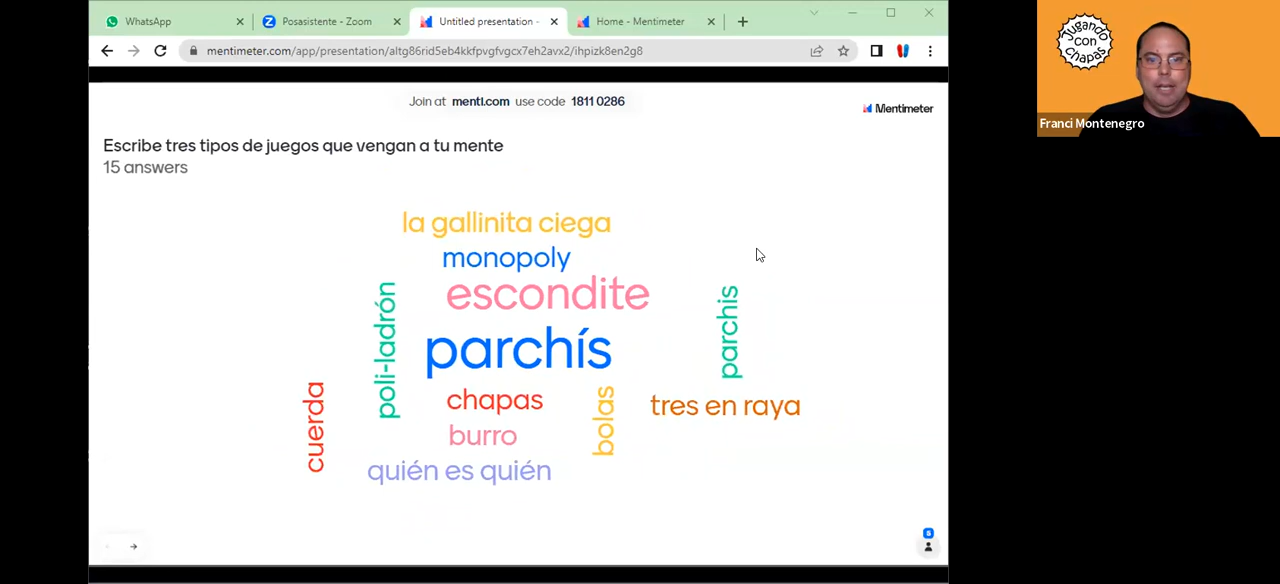 WhatsApp
Posasistente - Zoom
Untitled presentation -
Home - Mentimeter
mentimeter.com/app/presentation/altg86rid5eb4kkfpvgfvgcx7eh2avx2/ihpizk8en2g8
Join at menti.com use code 1811 0286
Mentimeter
Escribe tres tipos de juegos que vengan a tu mente
15 answers
la gallinita ciega
monopoly
escondite
poli-ladrón
parchis
parchís
cuerda
chapas
bolas
tres en raya
burro
quién es quién
Jugando
con
chapas
Franci Montenegro